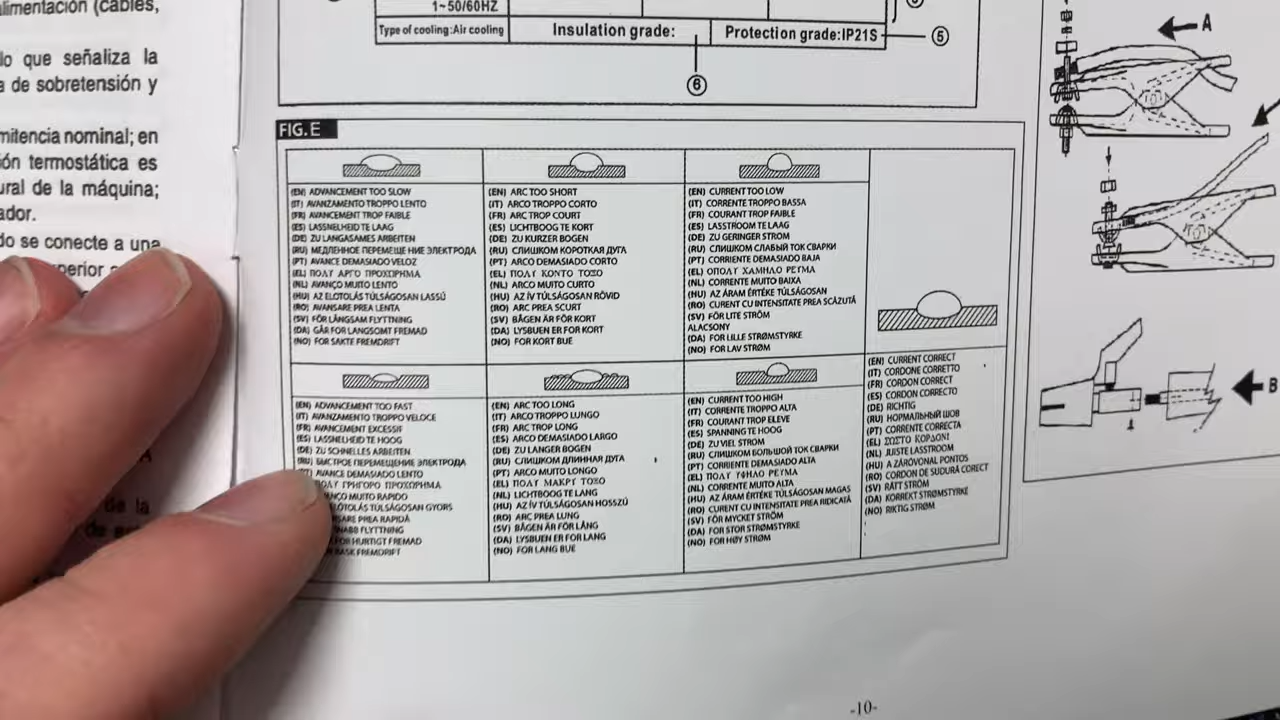 alimentación (cables,
lo que señaliza la
a de sobretensión y
mitencia nominal; en
ión termostática es
ural de la máquina;
ador.
do se conecte a una
1~50/60HZ
Type of cooling:Air cooling
Insulation grade:
Protection grade:IP21S
5
6
FIG. E
(EN) ADVANCEMENT TOO SLOW
(IT) AVANZAMENTO TROPPO LENTO
(FR) AVANCEMENT TROP FAIBLE
(ES) LASSNELHEID TE LAAG
(DE) ZU LANGASAMES ARBEITEN
(RU) МЕДЛЕННОЕ ПЕРЕМЕЩЕНИЕ ЭЛЕКТРОДА
(PT) AVANCE DEMASIADO VELOZ
(EL) ΠΟΛΥ ΑΡΓΟ ΠΡΟΧΩΡΗΜΑ
(NL) AVANÇO MUITO LENTO
(HU) AZ ELOTOLÁS TÚLSÁGOSAN LASSÚ
(RO) AVANSARE PREA LENTA
(SV) FÖR LÅNGSAM FLYTTNING
(DA) GÅR FOR LANGSOMT FREMAD
(NO) FOR SAKTE FREMDRIFT
(EN) ARC TOO SHORT
(IT) ARCO TROPPO CORTO
(FR) ARC TROP COURT
(ES) LICHTBOOG TE KORT
(DE) ZU KURZER BOGEN
(RU) СЛИШКОМ КОРОТКАЯ ДУГА
(PT) ARCO DEMASIADO CORTO
(EL) ΠΟΛΥ ΚΟΝΤΟ ΤΟΞΟ
(NL) ARCO MUITO CURTO
(HU) AZ ÍV TÚLSÁGOSAN RÖVID
(RO) ARC PREA SCURT
(SV) BÅGEN ÄR FÖR KORT
(DA) LYSBUEN ER FOR KORT
(NO) FOR KORT BUE
(EN) CURRENT TOO LOW
(IT) CORRENTE TROPPO BASSA
(FR) COURANT TROP FAIBLE
(ES) LASSTROOM TE LAAG
(DE) ZU GERINGER STROM
(RU) СЛИШКОМ СЛАБЫЙ ТОК СВАРКИ
(PT) CORRIENTE DEMASIADO BAJA
(EL) ΟΠΟΛΥ ΧΑΜΗΛΟ ΡΕΥΜΑ
(NL) CORRENTE MUITO BAIXA
(HU) AZ ÁRAM ÉRTÉKE TÚLSÁGOSAN
(RO) CURENT CU INTENSITATE PREA SCĂZUTĂ
(SV) FÖR LITE STRÖM
ALACSONY
(DA) FOR LILLE STRØMSTYRKE
(NO) FOR LAV STRØM
(EN) ADVANCEMENT TOO FAST
(IT) AVANZAMENTO TROPPO VELOCE
(FR) AVANCEMENT EXCESSIF
(ES) LASSNELHEID TE HOOG
(DE) ZU SCHNELLES ARBEITEN
(RU) БЫСТРОЕ ПЕРЕМЕЩЕНИЕ ЭЛЕКТРОДА
AVANCE DEMASIADO LENTO
ΓΡΗΓΟΡΟ ΠΡΟΧΩΡΗΜΑ
MUITO RAPIDO
TÚLSÁGOSAN GYORS
PREA RAPIDĂ
FLYTTNING
FOR HURTIGT FREMAD
RASK FREMDRIFT
(EN) ARC TOO LONG
(IT) ARCO TROPPO LUNGO
(FR) ARC TROP LONG
(ES) ARCO DEMASIADO LARGO
(DE) ZU LANGER BOGEN
(RU) СЛИШКОМ ДЛИННАЯ ДУГА
(PT) ARCO MUITO LONGO
(EL) ΠΟΛΥ ΜΑΚΡΥ ΤΟΞΟ
(NL) LICHTBOOG TE LANG
(HU) AZ ÍV TÚLSÁGOSAN HOSSZÚ
(RO) ARC PREA LUNG
(SV) BÅGEN ÄR FÖR LÅNG
(DA) LYSBUEN ER FOR LANG
(NO) FOR LANG BUE
(EN) CURRENT TOO HIGH
(IT) CORRENTE TROPPO ALTA
(FR) COURANT TROP ELEVE
(ES) SPANNING TE HOOG
(DE) ZU VIEL STROM
(RU) СЛИШКОМ БОЛЬШОЙ ТОК СВАРКИ
(PT) CORRIENTE DEMASIADO ALTA
(EL) ΠΟΛΥ ΥΨΗΛΟ ΡΕΥΜΑ
(NL) CORRENTE MUITO ALTA
(HU) AZ ÁRAM ÉRTÉKE TÚLSÁGOSAN MAGAS
(RO) CURENT CU INTENSITATE PREA RIDICATĂ
(SV) FÖR MYCKET STRÖM
(DA) FOR STOR STRØMSTYRKE
(NO) FOR HØY STRØM
(EN) CURRENT CORRECT
(IT) CORDONE CORRETTO
(FR) CORDON CORRECT
(ES) CORDON CORRECTO
(DE) RICHTIG
(RU) НОРМАЛЬНЫЙ ШОВ
(PT) CORRENTE CORRECTA
(EL) ΣΩΣΤΟ ΚΟΡΔΟΝΙ
(NL) JUISTE LASSTROOM
(HU) A ZÁRÓVONAL PONTOS
(RO) CORDON DE SUDURĂ CORECT
(SV) RÄTT STRÖM
(DA) KORREKT STRØMSTYRKE
(NO) RIKTIG STRØM
A
B
-10-